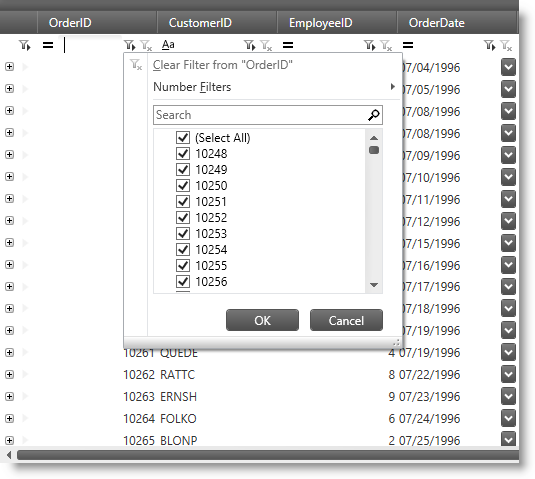 OrderID CustomerID EmployeeID OrderDate
= Aa = =
Clear Filter from "OrderID"
Number Filters
Search
(Select All)
10248
10249
10250
10251
10252
10253
10254
10255
10256
OK Cancel
07/04/1996
07/05/1996
07/08/1996
07/08/1996
07/09/1996
07/10/1996
07/11/1996
07/12/1996
07/15/1996
07/16/1996
07/17/1996
07/18/1996
07/19/1996
10261 QUEDE 4 07/19/1996
10262 RATTC 8 07/22/1996
10263 ERNSH 9 07/23/1996
10264 FOLKO 6 07/24/1996
10265 BLONP 2 07/25/1996